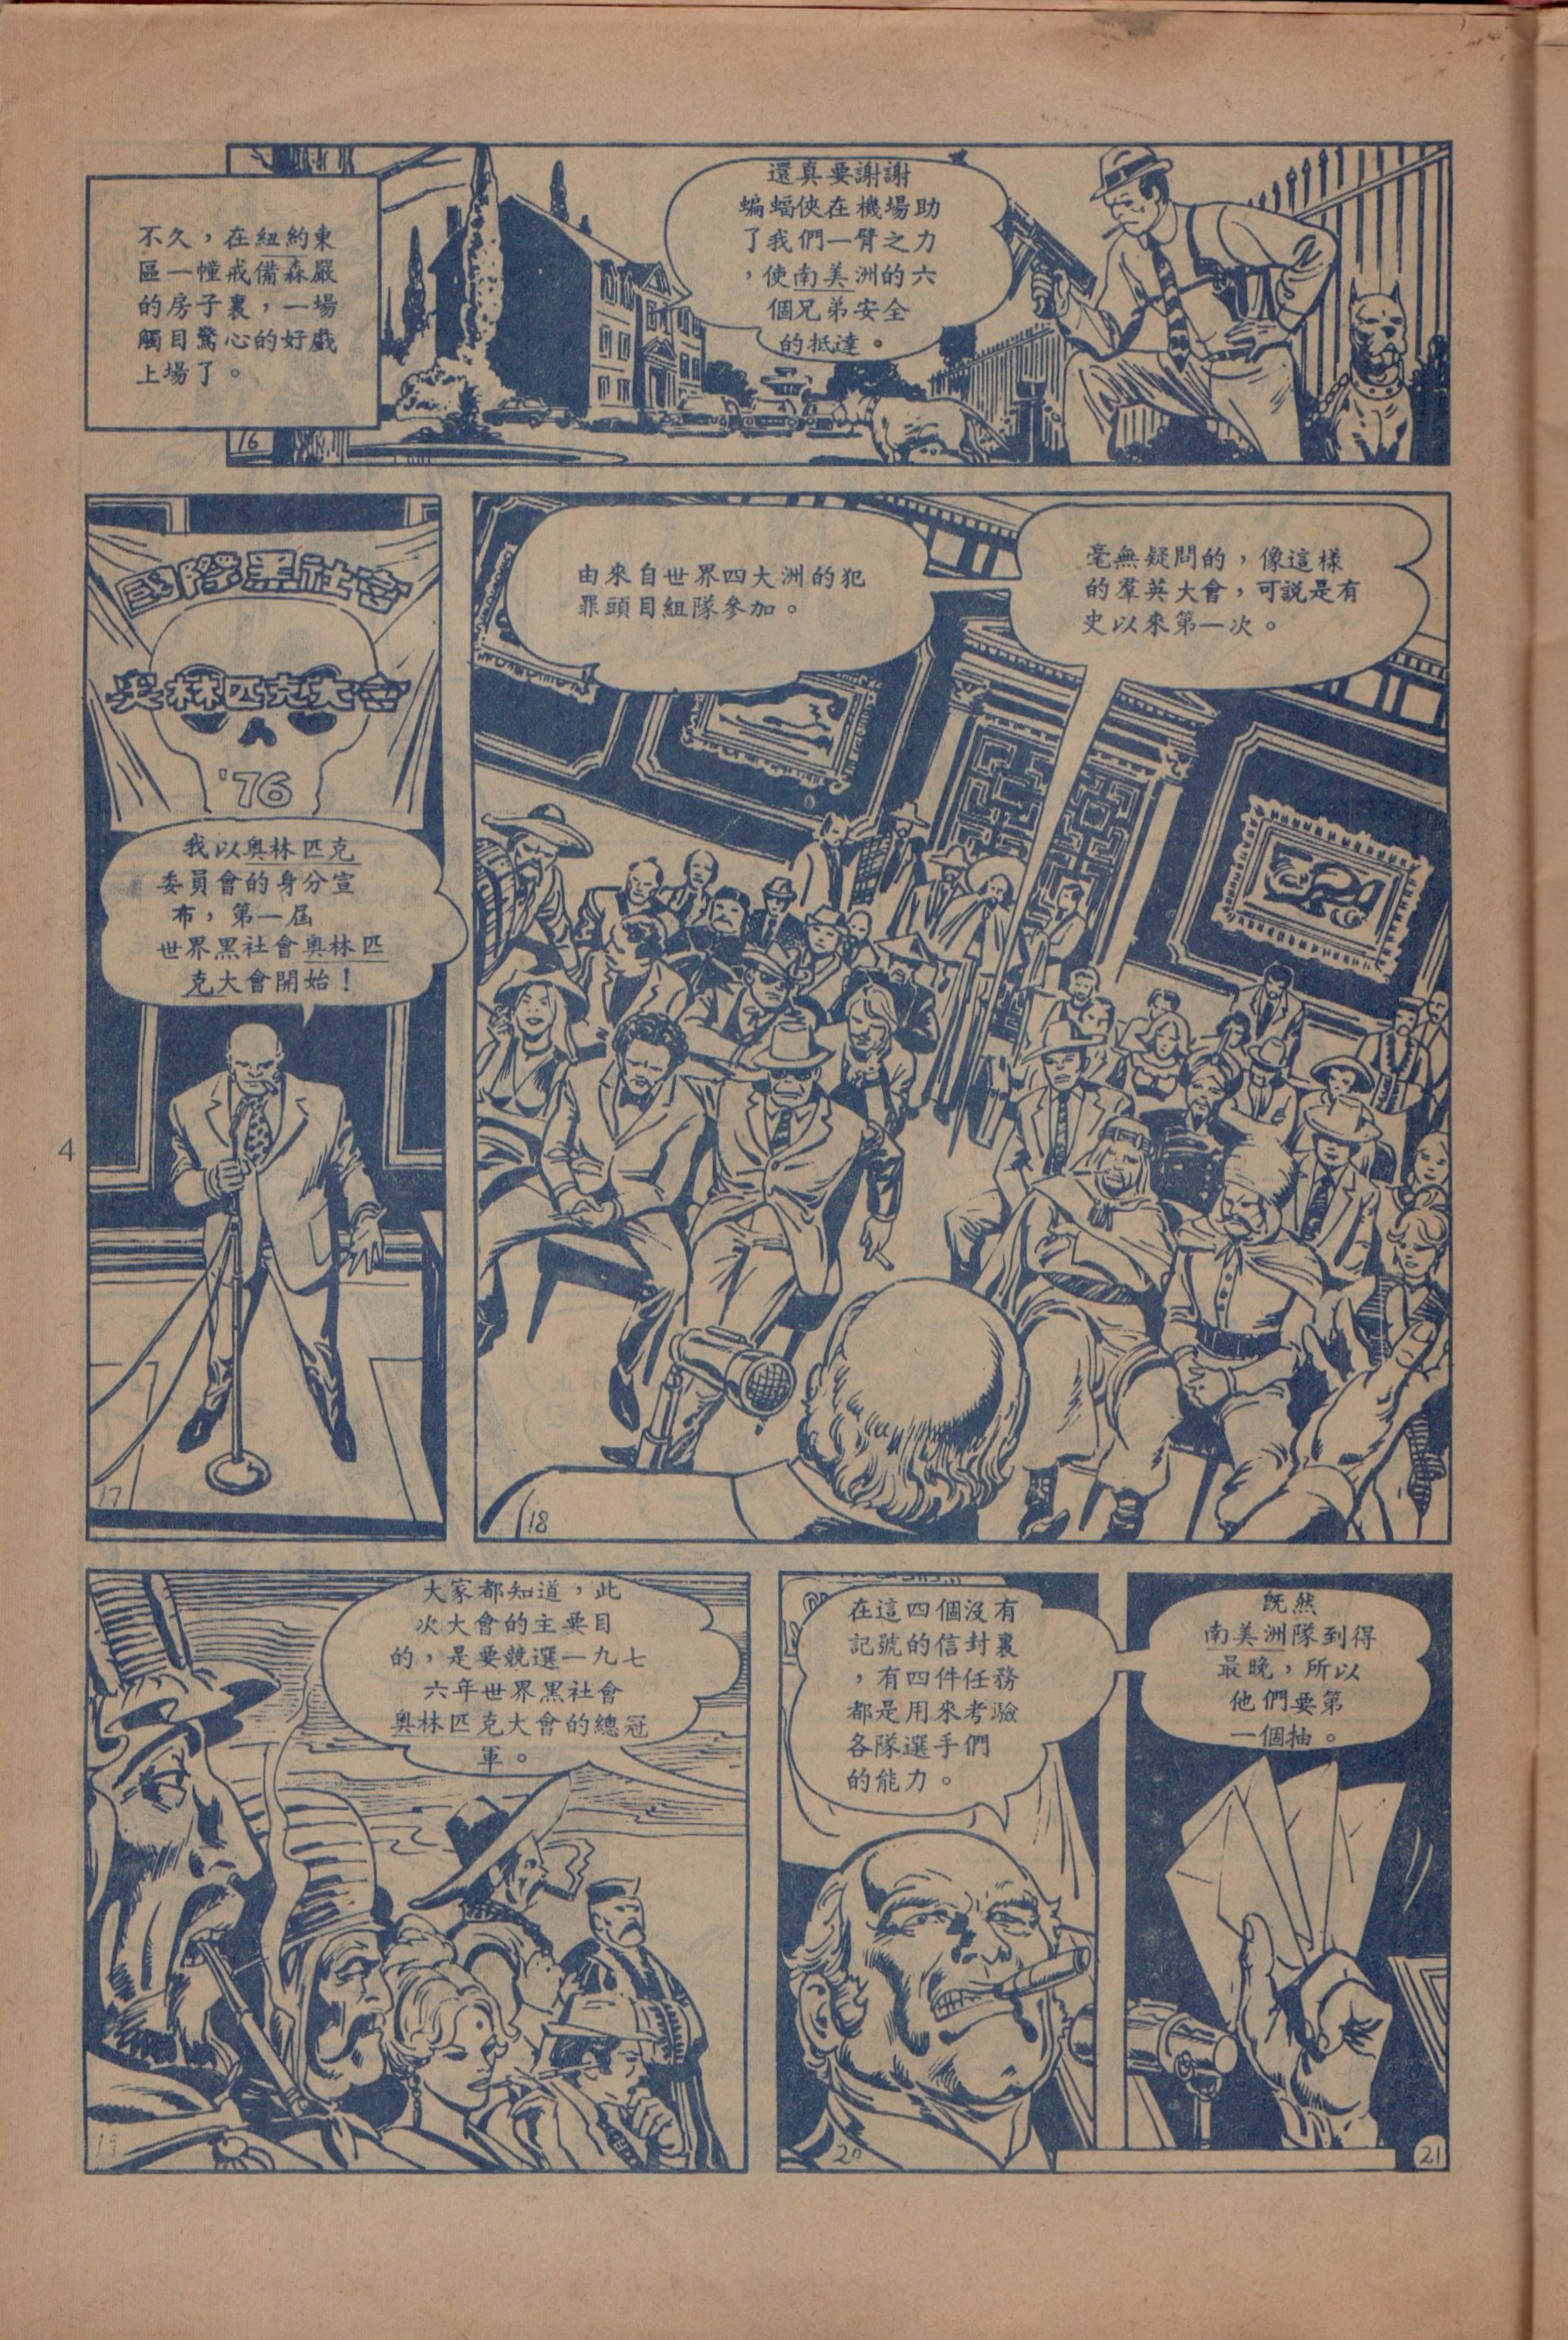 不久，在紐約東
區一幢戒備森嚴
的房子裏，一場
觸目驚心的好戲
上場了。
還真要謝謝
蝙蝠俠在機場助
了我們一臂之力
，使南美洲的六
個兄弟安全
的抵達。
16
國際黑社會
奧林匹克大會
'76
我以奧林匹克
委員會的身分宣
布，第一屆
世界黑社會奧林匹
克大會開始！
17
由來自世界四大洲的犯
罪頭目組隊參加。
毫無疑問的，像這樣
的羣英大會，可說是有
史以來第一次。
18
4
大家都知道，此
次大會的主要目
的，是要競選一九七
六年世界黑社會
奧林匹克大會的總冠
軍。
19
在這四個沒有
記號的信封裏
，有四件任務
都是用來考驗
各隊選手們
的能力。
20
既然
南美洲隊到得
最晚，所以
他們要第
一個抽。
21